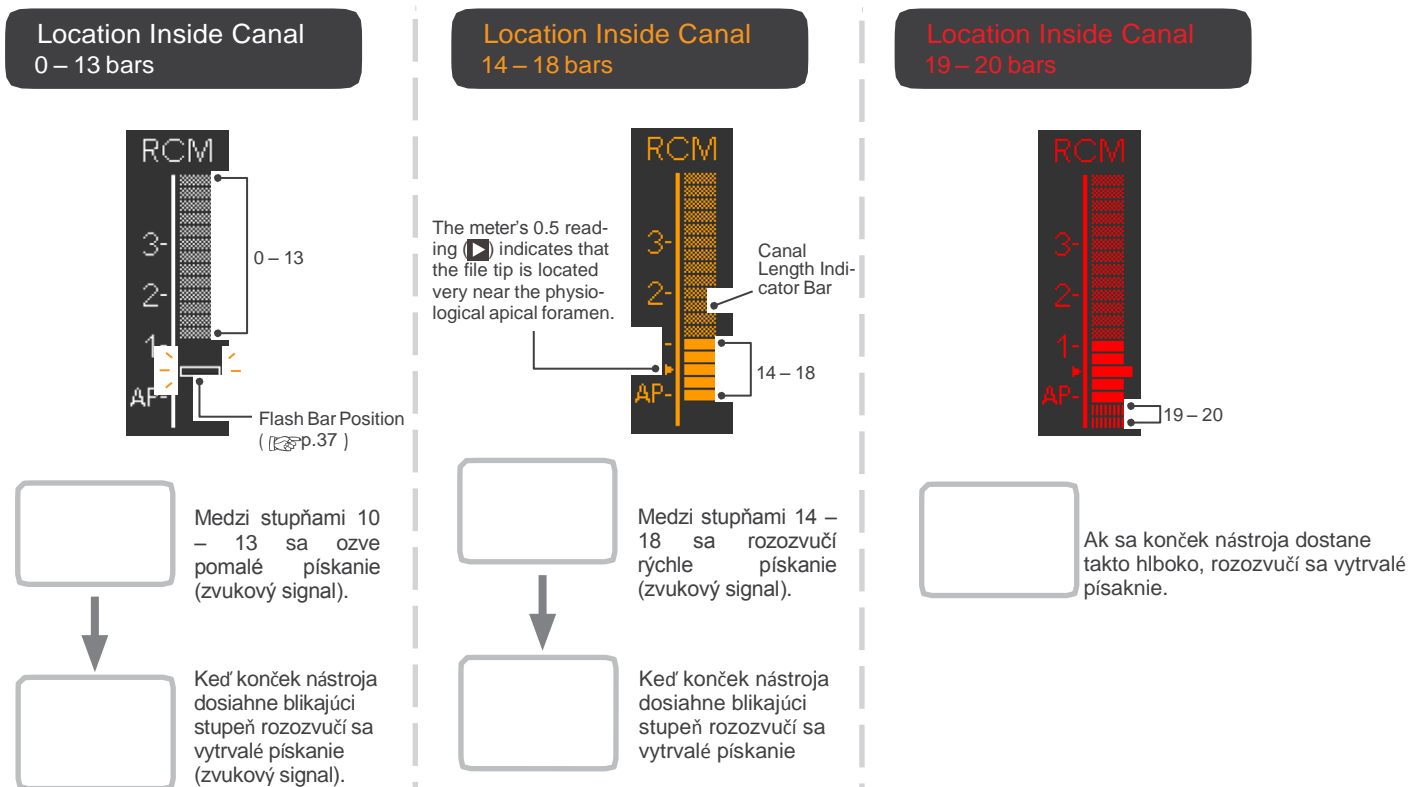 Location Inside Canal
0 – 13 bars
RCM
3-
2-
1-
AP-
0 – 13
Flash Bar Position
( p.37 )
Medzi stupňami 10
– 13 sa ozve
pomalé pískanie
(zvukový signal).
Keď konček nástroja
dosiahne blikajúci
stupeň rozozvučí sa
vytrvalé pískanie
(zvukový signal).
Location Inside Canal
14 – 18 bars
The meter's 0.5 read-
ing ( ) indicates that
the file tip is located
very near the physio-
logical apical foramen.
RCM
3-
2-
-
AP-
Canal
Length Indi-
cator Bar
14 – 18
Medzi stupňami 14 –
18 sa rozozvučí
rýchle pískanie
(zvukový signal).
Keď konček nástroja
dosiahne blikajúci
stupeň rozozvučí sa
vytrvalé pískanie
Location Inside Canal
19 – 20 bars
RCM
3-
2-
1-
AP-
19 – 20
Ak sa konček nástroja dostane
takto hlboko, rozozvučí sa vytrvalé
písaknie.